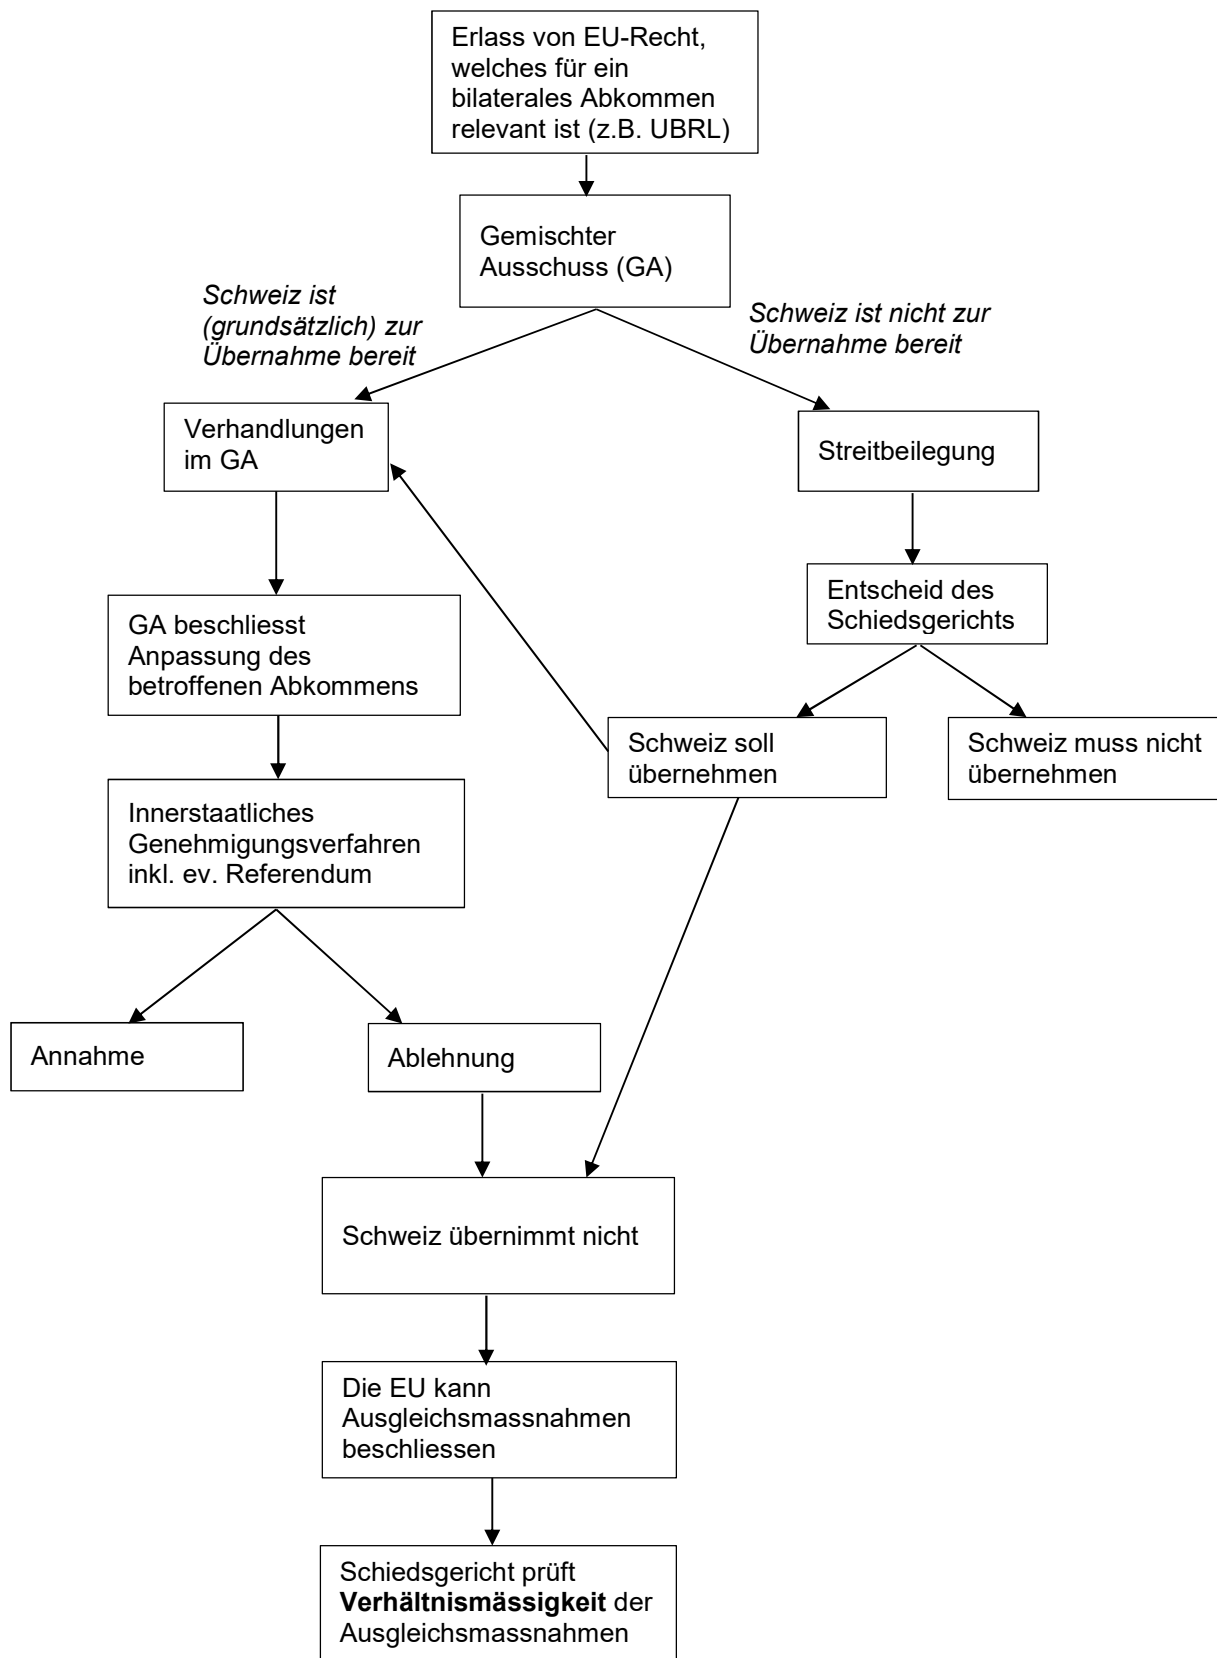 Erlass von EU-Recht,
welches für ein
bilaterales Abkommen
relevant ist (z.B. UBRL)
Gemischter
Ausschuss (GA)
Schweiz ist
(grundsätzlich) zur
Übernahme bereit
Schweiz ist nicht zur
Übernahme bereit
Verhandlungen
im GA
Streitbeilegung
Entscheid des
Schiedsgerichts
GA beschliesst
Anpassung des
betroffenen Abkommens
Schweiz soll
übernehmen
Schweiz muss nicht
übernehmen
Innerstaatliches
Genehmigungsverfahren
inkl. ev. Referendum
Annahme
Ablehnung
Schweiz übernimmt nicht
Die EU kann
Ausgleichsmassnahmen
beschliessen
Schiedsgericht prüft
Verhältnismässigkeit der
Ausgleichsmassnahmen